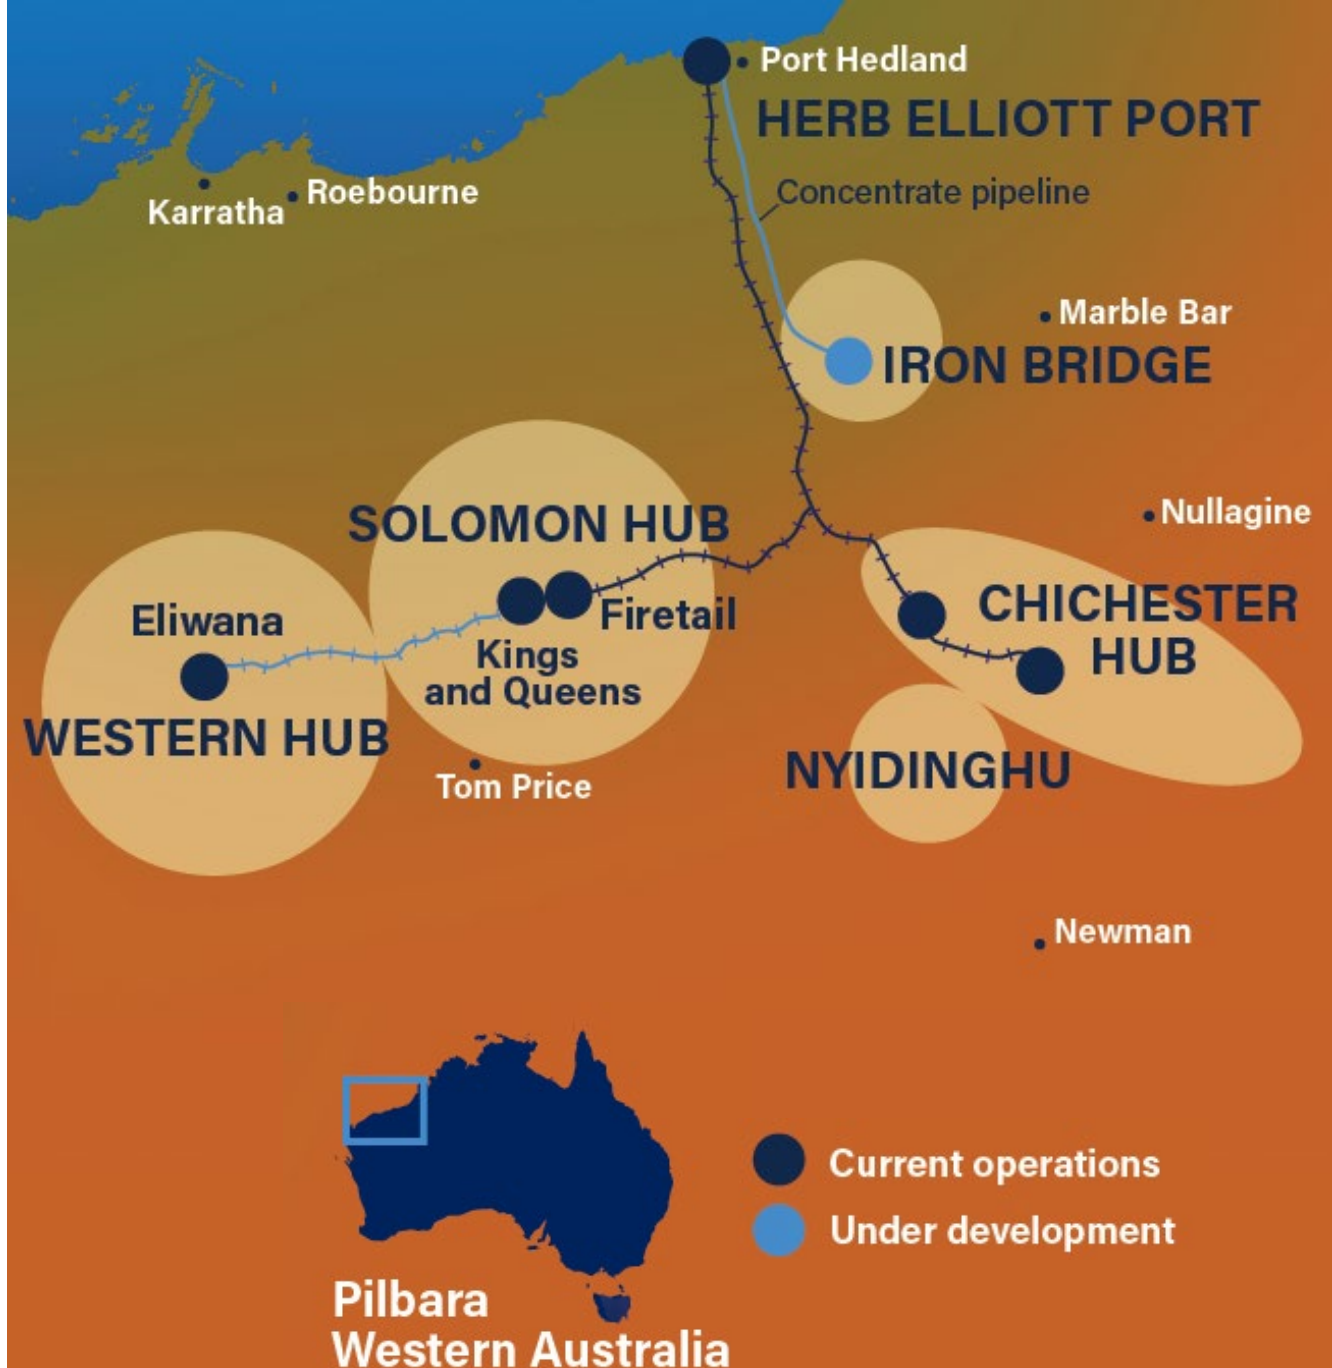 Port Hedland
HERB ELLIOTT PORT
Concentrate pipeline
Karratha
Roebourne
Marble Bar
IRON BRIDGE
Nullagine
SOLOMON HUB
Firetail
Kings
and Queens
Eliwana
WESTERN HUB
Tom Price
CHICHESTER
HUB
NYIDINGHU
Newman
Current operations
Under development
Pilbara
Western Australia